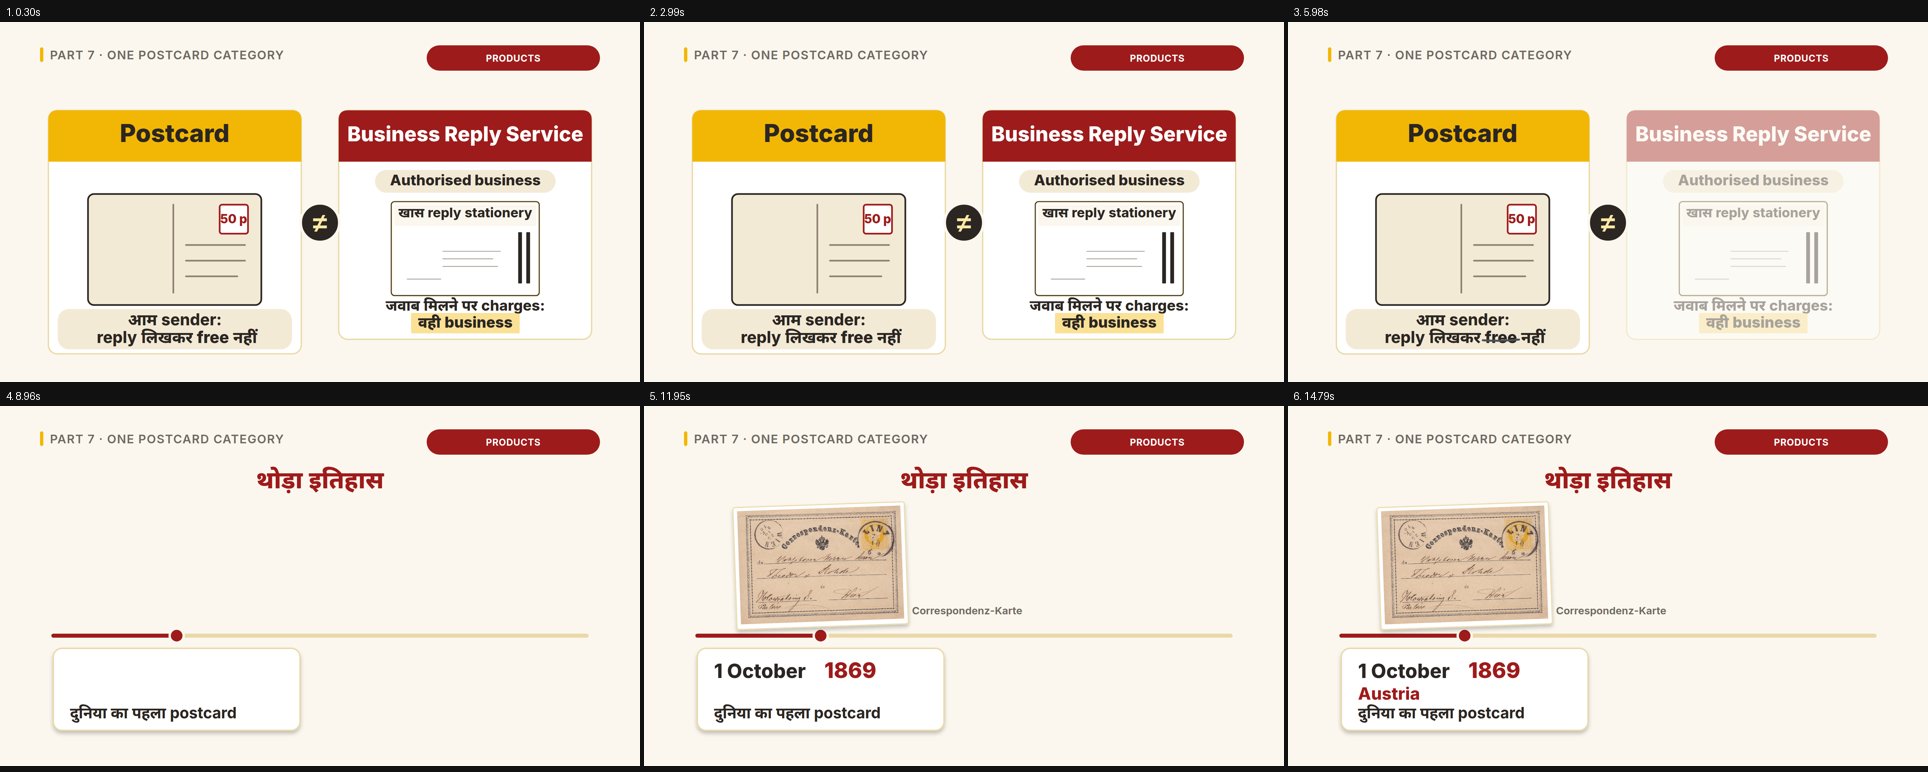 1. 0.30s
PART 7 · ONE POSTCARD CATEGORY
PRODUCTS
Postcard
50 p
आम sender:
reply लिखकर free नहीं
≠
Business Reply Service
Authorised business
खास reply stationery
जवाब मिलने पर charges:
वही business
2. 2.99s
PART 7 · ONE POSTCARD CATEGORY
PRODUCTS
Postcard
50 p
आम sender:
reply लिखकर free नहीं
≠
Business Reply Service
Authorised business
खास reply stationery
जवाब मिलने पर charges:
वही business
3. 5.98s
PART 7 · ONE POSTCARD CATEGORY
PRODUCTS
Postcard
50 p
आम sender:
reply लिखकर free नहीं
≠
Business Reply Service
Authorised business
खास reply stationery
जवाब मिलने पर charges:
वही business
4. 8.96s
PART 7 · ONE POSTCARD CATEGORY
PRODUCTS
थोड़ा इतिहास
दुनिया का पहला postcard
5. 11.95s
PART 7 · ONE POSTCARD CATEGORY
PRODUCTS
थोड़ा इतिहास
Correspondenz-Karte
LINZ
Correspondenz-Karte
1 October 1869
दुनिया का पहला postcard
6. 14.79s
PART 7 · ONE POSTCARD CATEGORY
PRODUCTS
थोड़ा इतिहास
Correspondenz-Karte
LINZ
Correspondenz-Karte
1 October 1869
Austria
दुनिया का पहला postcard